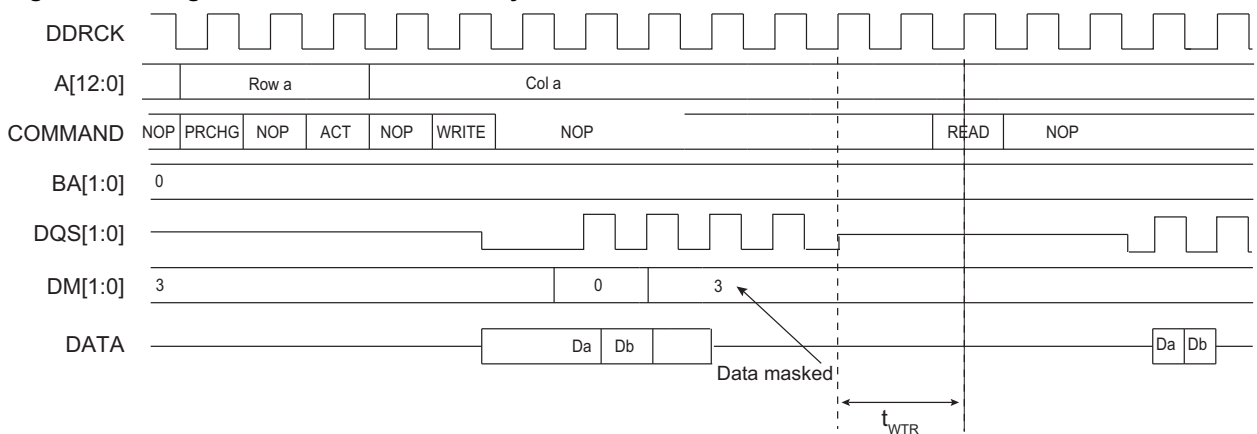 DDRCK
A[12:0] Row a Col a
COMMAND NOP PRCHG NOP ACT NOP WRITE NOP READ NOP
BA[1:0] 0
DQS[1:0]
DM[1:0] 3 0 3
DATA Da Db Da Db
Data masked
tWTR